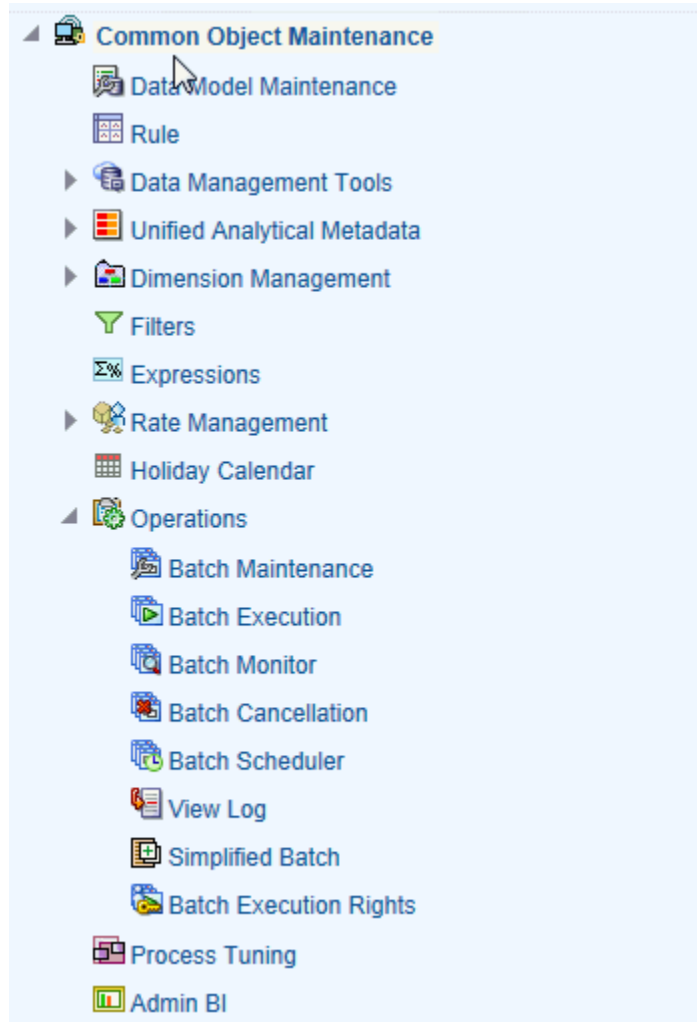 Common Object Maintenance
Data Model Maintenance
Rule
Data Management Tools
Unified Analytical Metadata
Dimension Management
Filters
Σ% Expressions
Rate Management
Holiday Calendar
Operations
Batch Maintenance
Batch Execution
Batch Monitor
Batch Cancellation
Batch Scheduler
View Log
Simplified Batch
Batch Execution Rights
Process Tuning
Admin BI